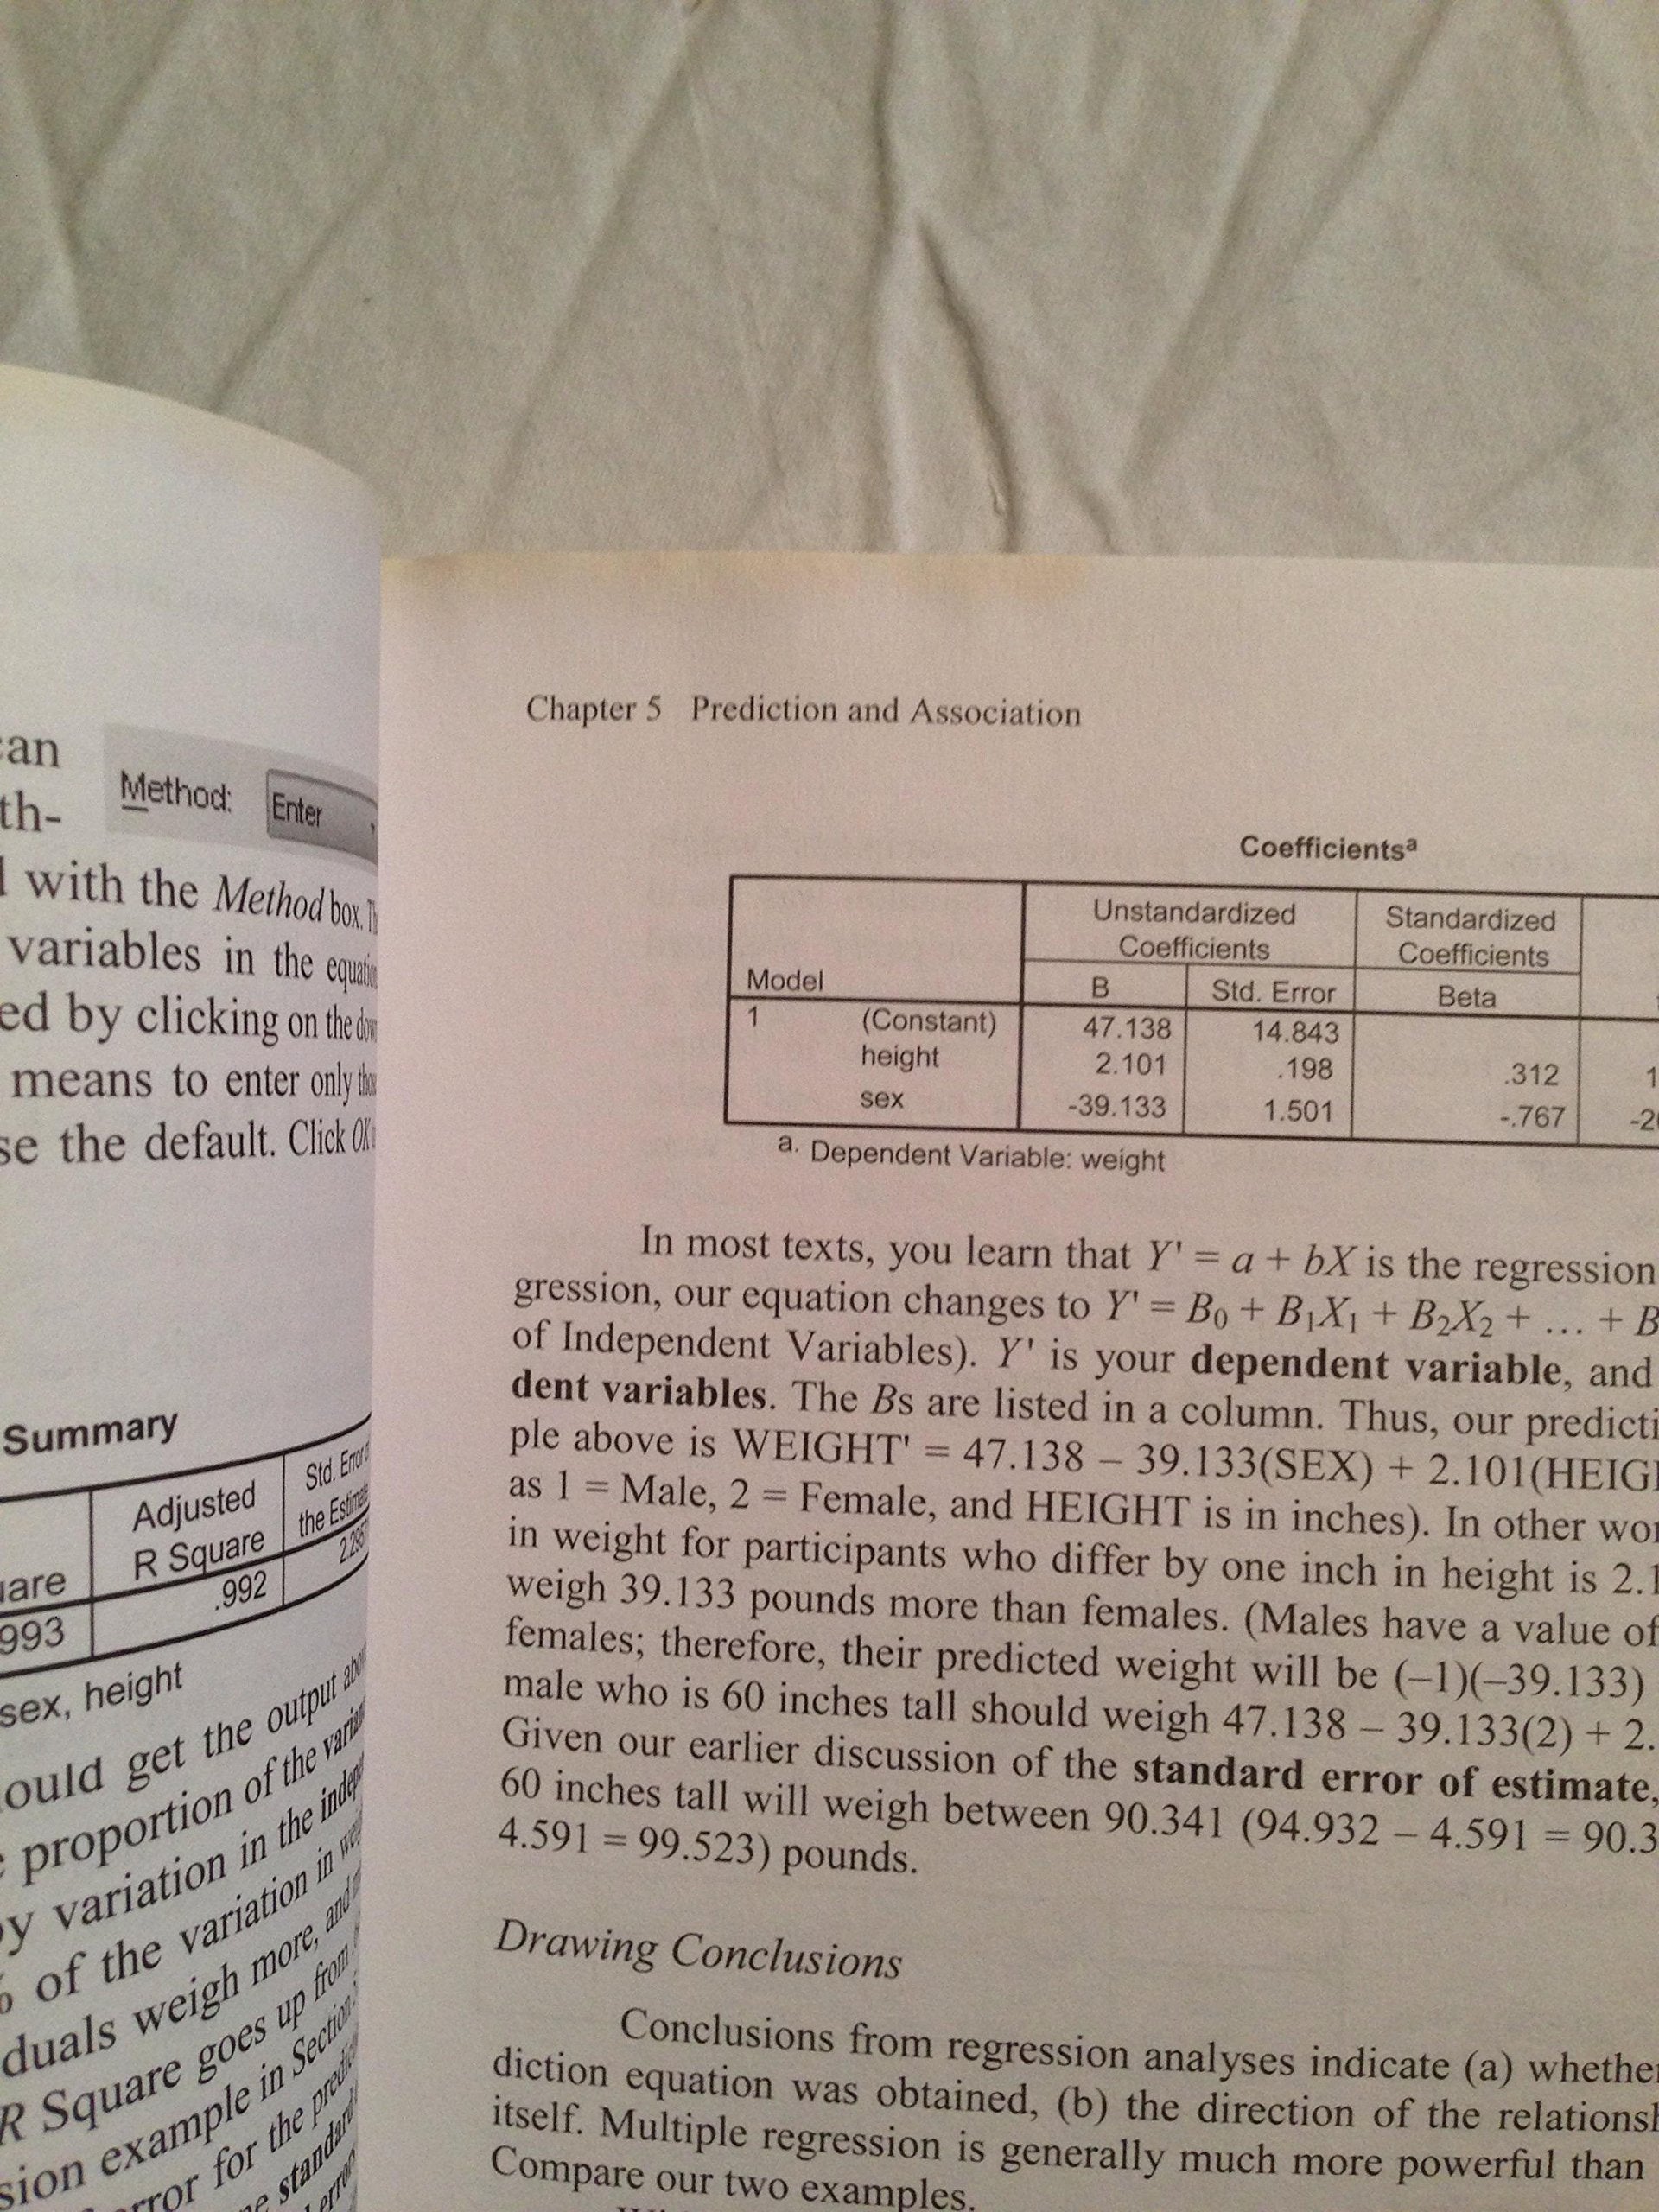 can
Method: Enter
th-
with the Method box.
variables in the
ed by clicking on the
means to enter only
se the default. Click OK
Summary
Adjusted R Square
Std. Error
the Estimate
.992
993
sex, height
ould get the output
proportion of the
y variation in the
of the variation in
duals weigh more, and
R Square goes up from
sion example in Section
for the
standard
Chapter 5 Prediction and Association
Coefficientsa
Unstandardized Coefficients Standardized Coefficients
Model B Std. Error Beta
1 (Constant) 47.138 14.843
height 2.101 .198 .312
sex -39.133 1.501 -.767
a. Dependent Variable: weight
In most texts, you learn that Y' = a + bX is the regression
gression, our equation changes to Y' = B0 + B1X1 + B2X2 + ... + B
of Independent Variables). Y' is your dependent variable, and
dent variables. The Bs are listed in a column. Thus, our predicti
ple above is WEIGHT' = 47.138 – 39.133(SEX) + 2.101(HEIG
as 1 = Male, 2 = Female, and HEIGHT is in inches). In other wor
in weight for participants who differ by one inch in height is 2.1
weigh 39.133 pounds more than females. (Males have a value of
females; therefore, their predicted weight will be (–1)(–39.133)
male who is 60 inches tall should weigh 47.138 – 39.133(2) + 2.
Given our earlier discussion of the standard error of estimate,
60 inches tall will weigh between 90.341 (94.932 – 4.591 = 90.3
4.591 = 99.523) pounds.
Drawing Conclusions
Conclusions from regression analyses indicate (a) whether
diction equation was obtained, (b) the direction of the relationsh
itself. Multiple regression is generally much more powerful than
Compare our two examples.